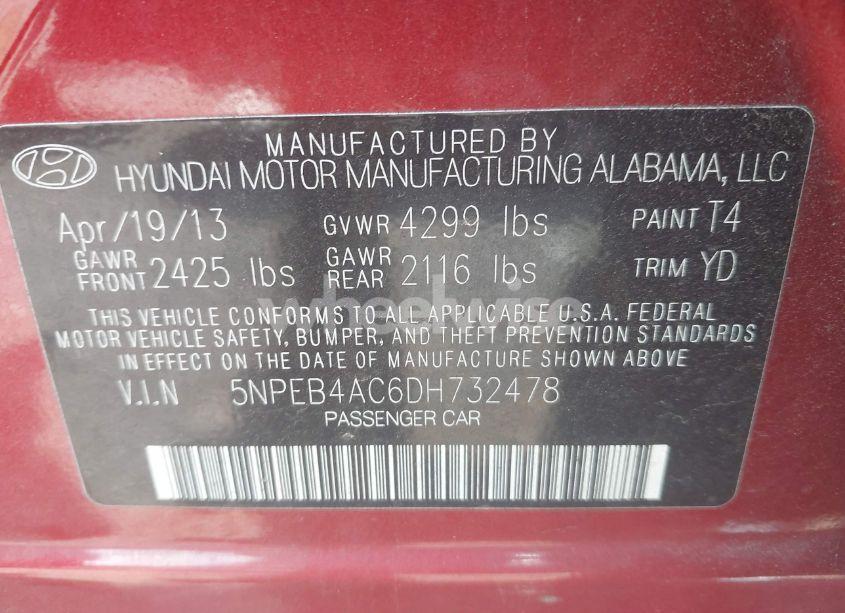 MANUFACTURED BY
HYUNDAI MOTOR MANUFACTURING ALABAMA, LLC
Apr/19/13 GVWR 4299 lbs PAINT T4
GAWR FRONT 2425 lbs GAWR REAR 2116 lbs TRIM YD
THIS VEHICLE CONFORMS TO ALL APPLICABLE U.S.A. FEDERAL
MOTOR VEHICLE SAFETY, BUMPER, AND THEFT PREVENTION STANDARDS
IN EFFECT ON THE DATE OF MANUFACTURE SHOWN ABOVE
V.I.N 5NPEB4AC6DH732478
PASSENGER CAR